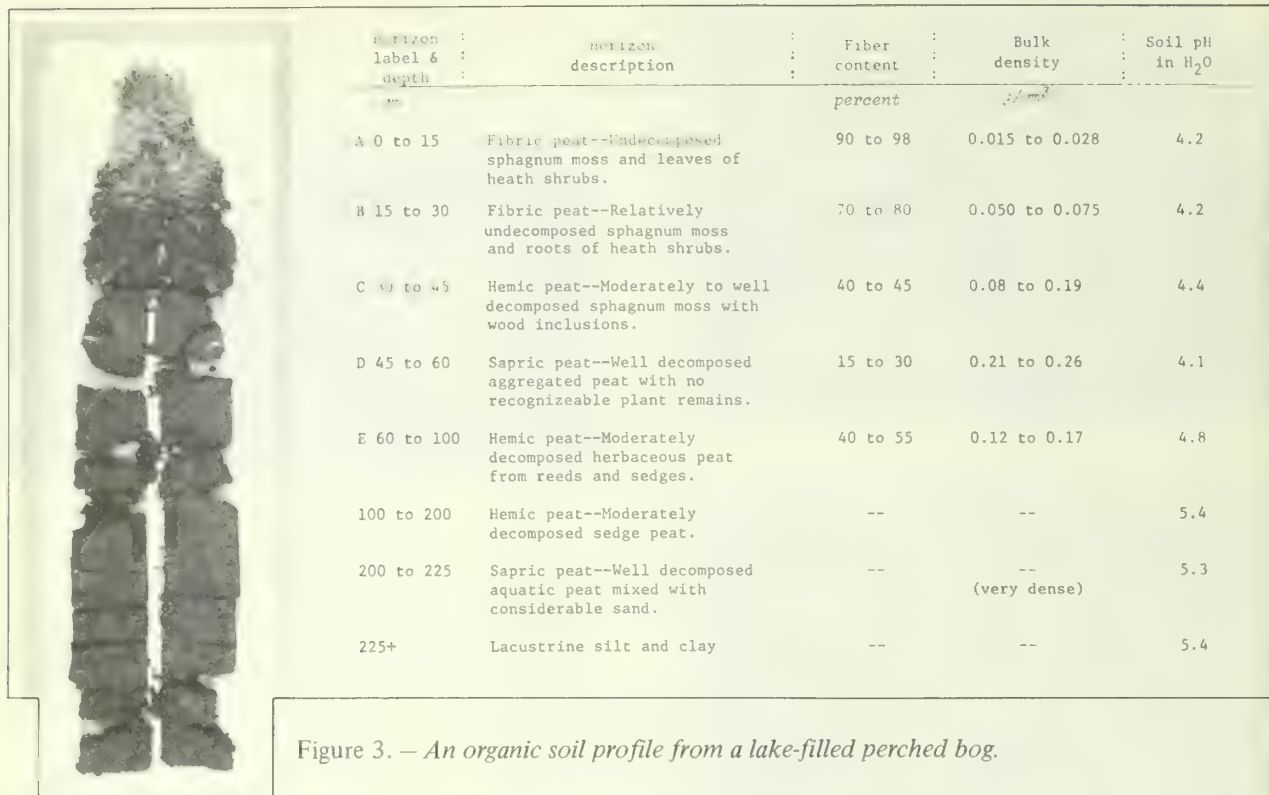 label & : : Fiber : Bulk : Soil pH
depth : description : content : density : in H2O
percent
A 0 to 15 Fibric peat--Undecomposed 90 to 98 0.015 to 0.028 4.2
sphagnum moss and leaves of
heath shrubs.
B 15 to 30 Fibric peat--Relatively 70 to 80 0.050 to 0.075 4.2
undecomposed sphagnum moss
and roots of heath shrubs.
C 30 to 45 Hemic peat--Moderately to well 40 to 45 0.08 to 0.19 4.4
decomposed sphagnum moss with
wood inclusions.
D 45 to 60 Sapric peat--Well decomposed 15 to 30 0.21 to 0.26 4.1
aggregated peat with no
recognizeable plant remains.
E 60 to 100 Hemic peat--Moderately 40 to 55 0.12 to 0.17 4.8
decomposed herbaceous peat
from reeds and sedges.
100 to 200 Hemic peat--Moderately -- -- 5.4
decomposed sedge peat.
200 to 225 Sapric peat--Well decomposed -- -- 5.3
aquatic peat mixed with (very dense)
considerable sand.
225+ Lacustrine silt and clay -- -- 5.4
Figure 3. — An organic soil profile from a lake-filled perched bog.